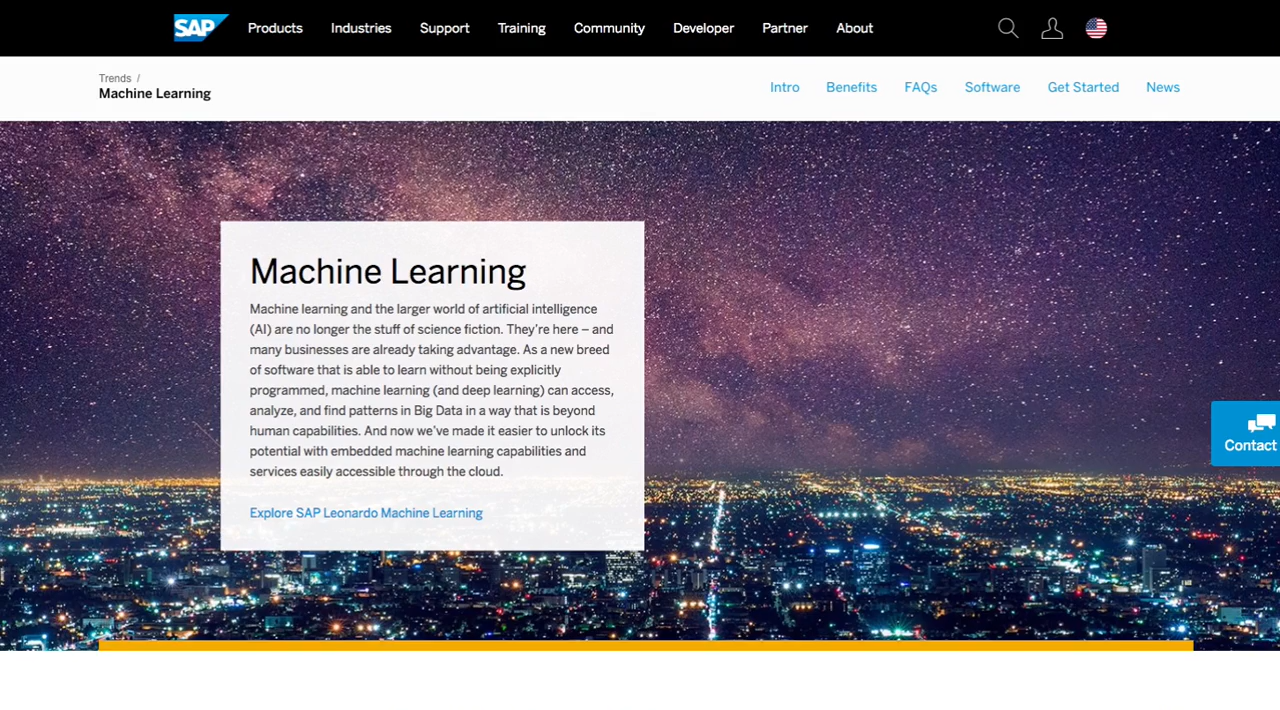 SAP Products Industries Support Training Community Developer Partner About
Trends /
Machine Learning
Intro Benefits FAQs Software Get Started News
Machine Learning
Machine learning and the larger world of artificial intelligence
(AI) are no longer the stuff of science fiction. They’re here – and
many businesses are already taking advantage. As a new breed
of software that is able to learn without being explicitly
programmed, machine learning (and deep learning) can access,
analyze, and find patterns in Big Data in a way that is beyond
human capabilities. And now we’ve made it easier to unlock its
potential with embedded machine learning capabilities and
services easily accessible through the cloud.
Explore SAP Leonardo Machine Learning
Contact